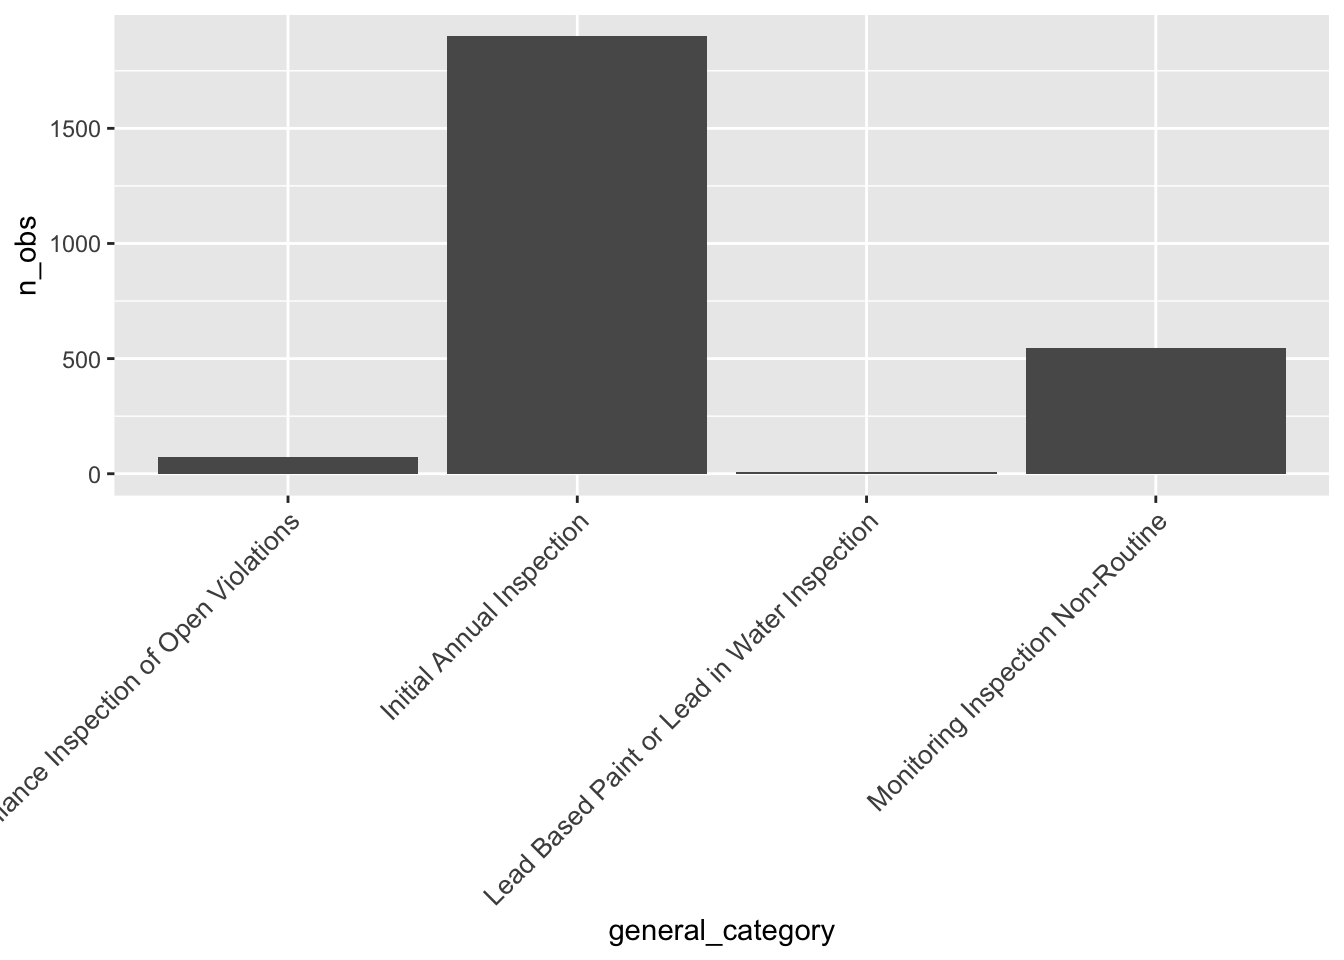 n_obs
1500
1000
500
0
Inspection of Open Violations
Initial Annual Inspection
Lead Based Paint or Lead in Water Inspection
Monitoring Inspection Non-Routine
general_category